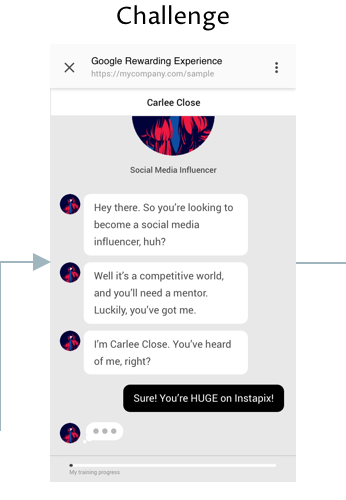 Challenge
Google Rewarding Experience
https://mycompany.com/sample
Carlee Close
Social Media Influencer
Hey there. So you're looking to
become a social media
influencer, huh?
Well it's a competitive world,
and you'll need a mentor.
Luckily, you've got me.
I'm Carlee Close. You've heard
of me, right?
Sure! You're HUGE on Instapix!
My training progress